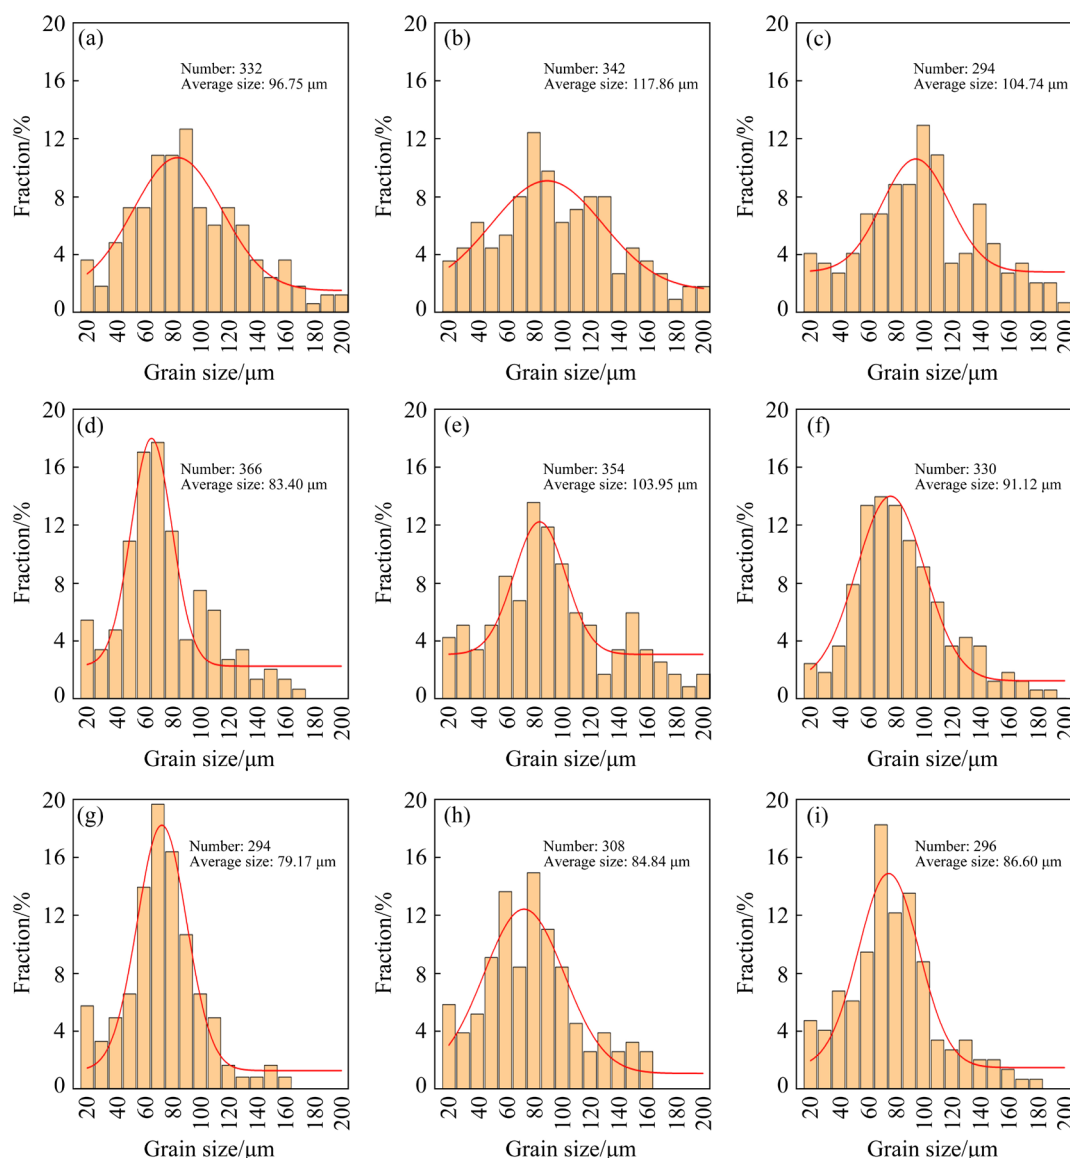 (a)
Number: 332
Average size: 96.75 μm
Fraction/%
20
16
12
8
4
0
20 40 60 80 100 120 140 160 180 200
Grain size/μm
(b)
Number: 342
Average size: 117.86 μm
Fraction/%
20
16
12
8
4
0
20 40 60 80 100 120 140 160 180 200
Grain size/μm
(c)
Number: 294
Average size: 104.74 μm
Fraction/%
20
16
12
8
4
0
20 40 60 80 100 120 140 160 180 200
Grain size/μm
(d)
Number: 366
Average size: 83.40 μm
Fraction/%
20
16
12
8
4
0
20 40 60 80 100 120 140 160 180 200
Grain size/μm
(e)
Number: 354
Average size: 103.95 μm
Fraction/%
20
16
12
8
4
0
20 40 60 80 100 120 140 160 180 200
Grain size/μm
(f)
Number: 330
Average size: 91.12 μm
Fraction/%
20
16
12
8
4
0
20 40 60 80 100 120 140 160 180 200
Grain size/μm
(g)
Number: 294
Average size: 79.17 μm
Fraction/%
20
16
12
8
4
0
20 40 60 80 100 120 140 160 180 200
Grain size/μm
(h)
Number: 308
Average size: 84.84 μm
Fraction/%
20
16
12
8
4
0
20 40 60 80 100 120 140 160 180 200
Grain size/μm
(i)
Number: 296
Average size: 86.60 μm
Fraction/%
20
16
12
8
4
0
20 40 60 80 100 120 140 160 180 200
Grain size/μm